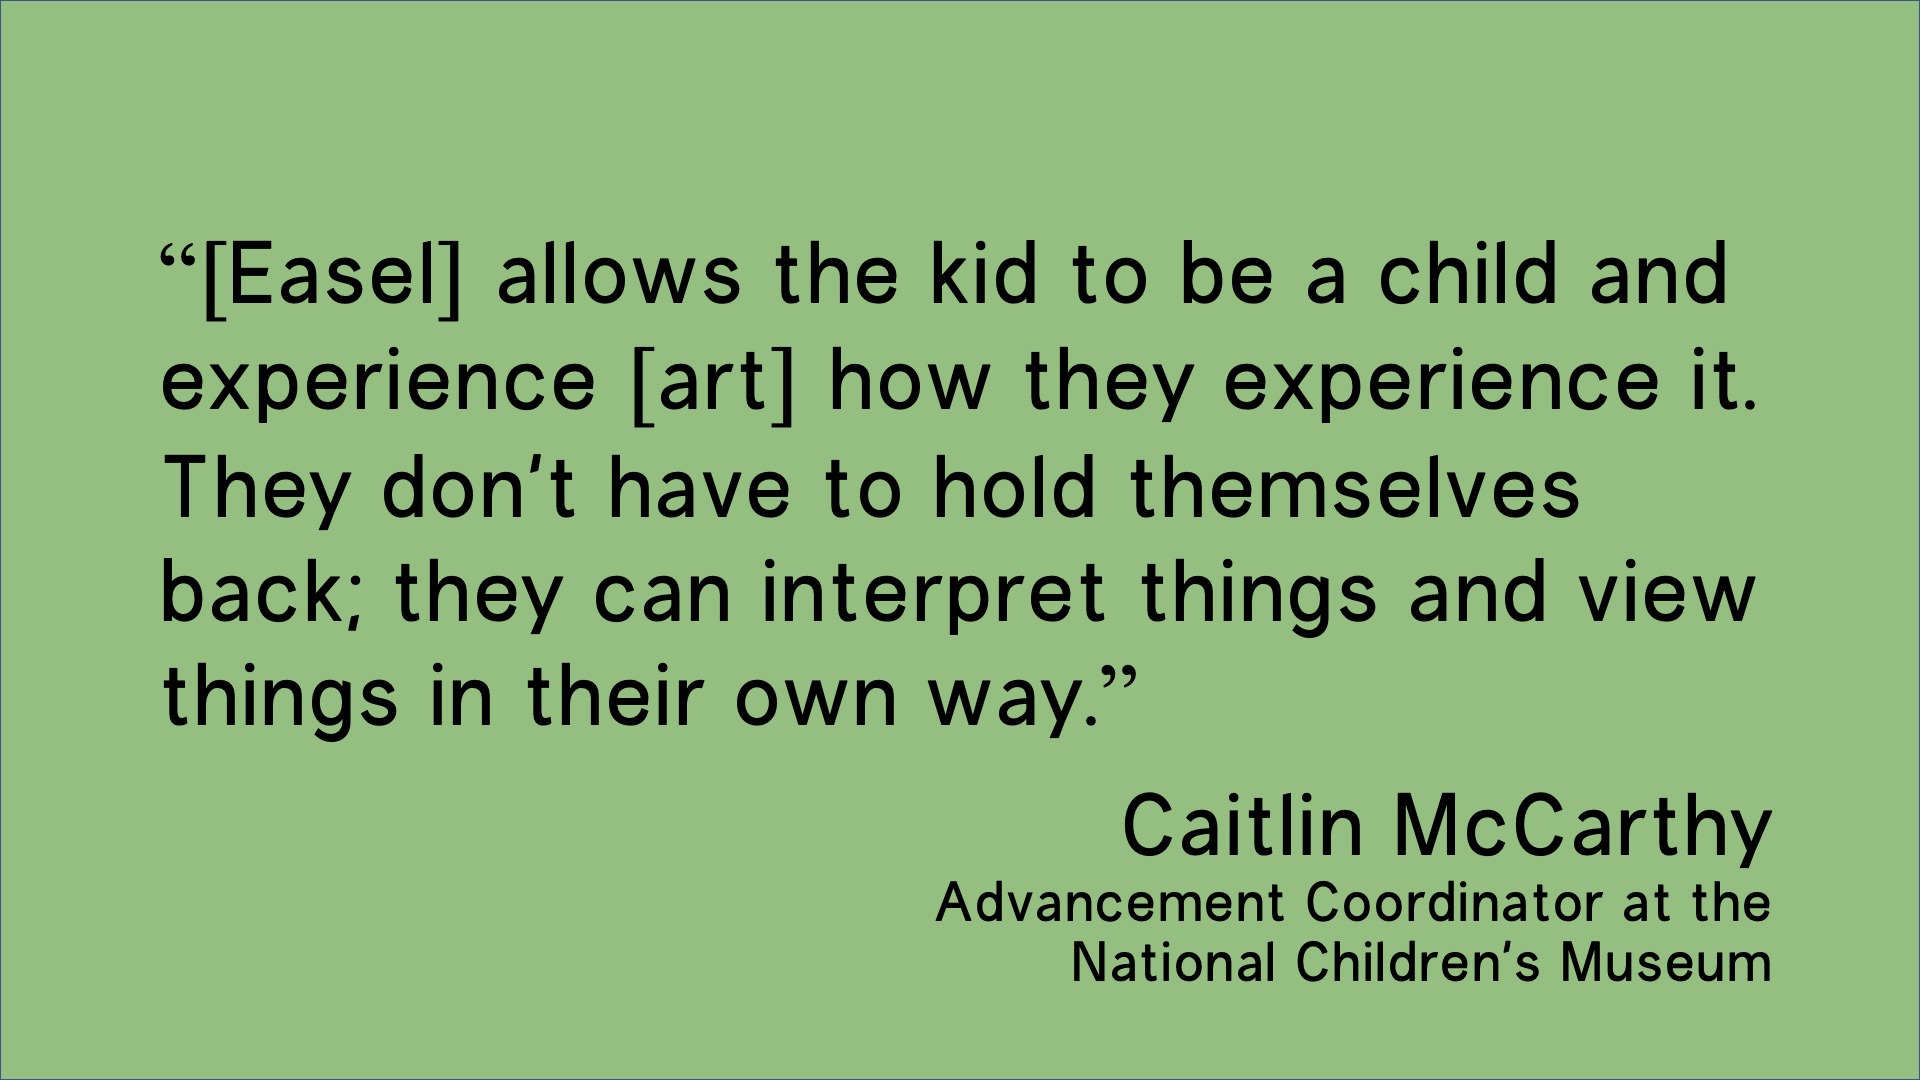 “[Easel] allows the kid to be a child and
experience [art] how they experience it.
They don’t have to hold themselves
back; they can interpret things and view
things in their own way.”
Caitlin McCarthy
Advancement Coordinator at the
National Children’s Museum